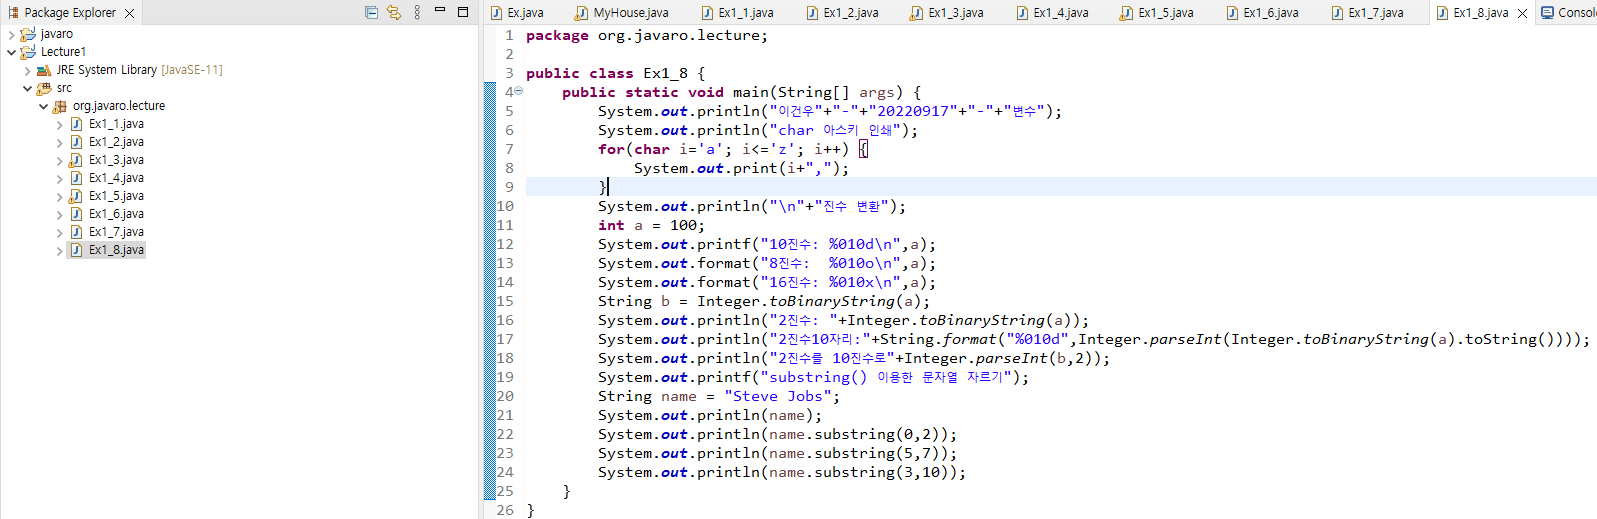 Package Explorer
javaro
Lecture1
JRE System Library [JavaSE-11]
src
org.javaro.lecture
Ex1_1.java
Ex1_2.java
Ex1_3.java
Ex1_4.java
Ex1_5.java
Ex1_6.java
Ex1_7.java
Ex1_8.java
Ex.java MyHouse.java Ex1_1.java Ex1_2.java Ex1_3.java Ex1_4.java Ex1_5.java Ex1_6.java Ex1_7.java Ex1_8.java Consol
1 package org.javaro.lecture;
2
3 public class Ex1_8 {
4 public static void main(String[] args) {
5 System.out.println("이건우"+"-"+"20220917"+"-"+"변수");
6 System.out.println("char 아스키 인쇄");
7 for(char i='a'; i<='z'; i++) {
8 System.out.print(i+",");
9 }
10 System.out.println("\n"+"진수 변환");
11 int a = 100;
12 System.out.printf("10진수: %010d\n",a);
13 System.out.format("8진수:  %010o\n",a);
14 System.out.format("16진수: %010x\n",a);
15 String b = Integer.toBinaryString(a);
16 System.out.println("2진수: "+Integer.toBinaryString(a));
17 System.out.println("2진수10자리:"+String.format("%010d",Integer.parseInt(Integer.toBinaryString(a).toString())));
18 System.out.println("2진수를 10진수로"+Integer.parseInt(b,2));
19 System.out.printf("substring() 이용한 문자열 자르기");
20 String name = "Steve Jobs";
21 System.out.println(name);
22 System.out.println(name.substring(0,2));
23 System.out.println(name.substring(5,7));
24 System.out.println(name.substring(3,10));
25 }
26 }